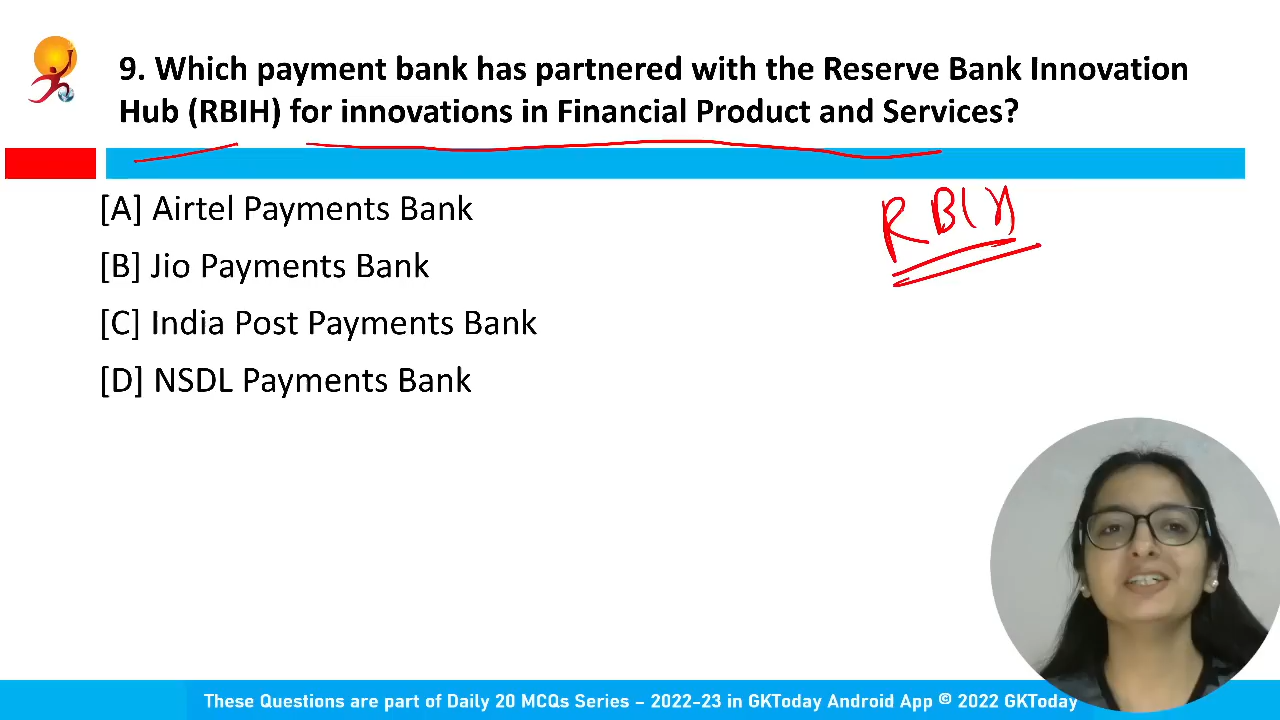 9. Which payment bank has partnered with the Reserve Bank Innovation
Hub (RBIH) for innovations in Financial Product and Services?
[A] Airtel Payments Bank
[B] Jio Payments Bank
[C] India Post Payments Bank
[D] NSDL Payments Bank
These Questions are part of Daily 20 MCQs Series – 2022-23 in GKToday Android App © 2022 GKToday